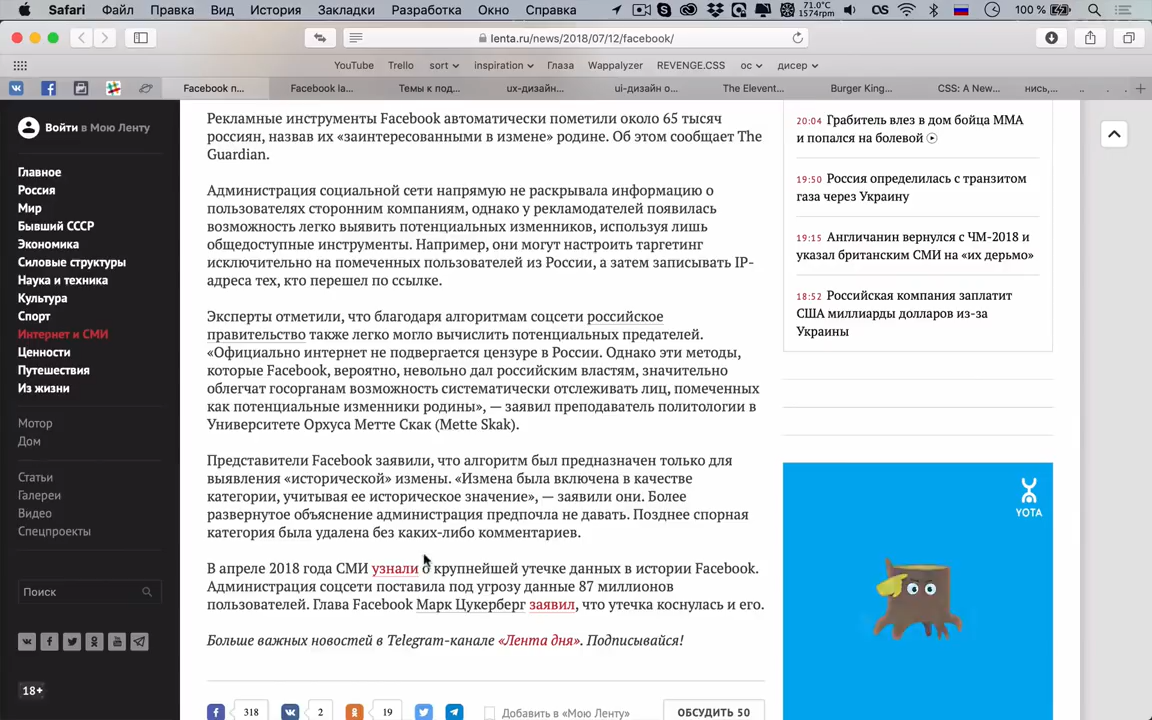 Safari Файл Правка Вид История Закладки Разработка Окно Справка
71.0°C
1574rpm
100 %
lenta.ru/news/2018/07/12/facebook/
YouTube Trello sort inspiration Глаза Wappalyzer REVENGE.CSS ос дисер
Facebook п... Facebook la... Темы к под... ux-дизайн... ui-дизайн о... The Elevent... Burger King... CSS: A New... нись,...
Войти в Мою Ленту
Главное
Россия
Мир
Бывший СССР
Экономика
Силовые структуры
Наука и техника
Культура
Спорт
Интернет и СМИ
Ценности
Путешествия
Из жизни
Мотор
Дом
Статьи
Галереи
Видео
Спецпроекты
Поиск
18+
Рекламные инструменты Facebook автоматически пометили около 65 тысяч
россиян, назвав их «заинтересованными в измене» родине. Об этом сообщает The
Guardian.
Администрация социальной сети напрямую не раскрывала информацию о
пользователях сторонним компаниям, однако у рекламодателей появилась
возможность легко выявить потенциальных изменников, используя лишь
общедоступные инструменты. Например, они могут настроить таргетинг
исключительно на помеченных пользователей из России, а затем записывать IP-
адреса тех, кто перешел по ссылке.
Эксперты отметили, что благодаря алгоритмам соцсети российское
правительство также легко могло вычислить потенциальных предателей.
«Официально интернет не подвергается цензуре в России. Однако эти методы,
которые Facebook, вероятно, невольно дал российским властям, значительно
облегчат госорганам возможность систематически отслеживать лиц, помеченных
как потенциальные изменники родины», — заявил преподаватель политологии в
Университете Орхуса Метте Скак (Mette Skak).
Представители Facebook заявили, что алгоритм был предназначен только для
выявления «исторической» измены. «Измена была включена в качестве
категории, учитывая ее историческое значение», — заявили они. Более
развернутое объяснение администрация предпочла не давать. Позднее спорная
категория была удалена без каких-либо комментариев.
В апреле 2018 года СМИ узнали о крупнейшей утечке данных в истории Facebook.
Администрация соцсети поставила под угрозу данные 87 миллионов
пользователей. Глава Facebook Марк Цукерберг заявил, что утечка коснулась и его.
Больше важных новостей в Telegram-канале «Лента дня». Подписывайся!
318 2 19 Добавить в «Мою Ленту» ОБСУДИТЬ 50
20:04 Грабитель влез в дом бойца ММА
и попался на болевой
19:50 Россия определилась с транзитом
газа через Украину
19:15 Англичанин вернулся с ЧМ-2018 и
указал британским СМИ на «их дерьмо»
18:52 Российская компания заплатит
США миллиарды долларов из-за
Украины
YOTA